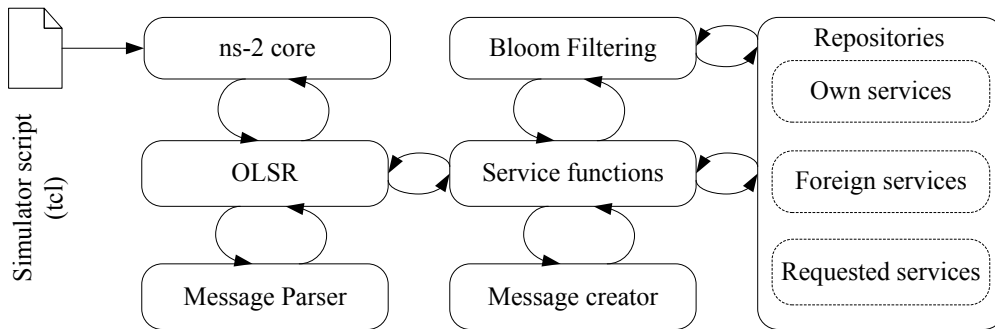 ns-2 core
Bloom Filtering
Repositories
Own services
OLSR
Service functions
Foreign services
Message Parser
Message creator
Requested services
Simulator script
(tcl)